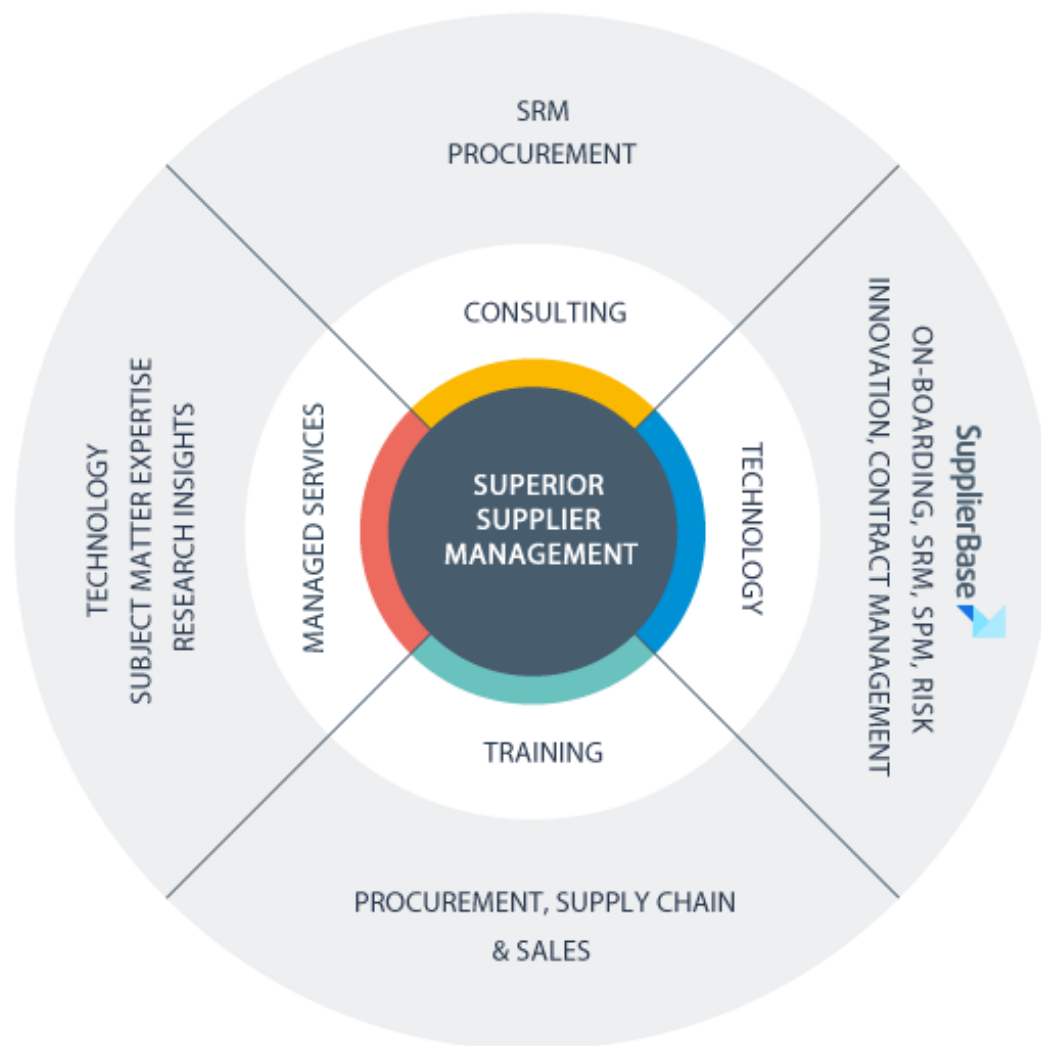 SRM
PROCUREMENT
CONSULTING
SupplierBase
ON-BOARDING, SRM, SPM, RISK
INNOVATION, CONTRACT MANAGEMENT
TECHNOLOGY
SUPERIOR
SUPPLIER
MANAGEMENT
MANAGED SERVICES
TECHNOLOGY
SUBJECT MATTER EXPERTISE
RESEARCH INSIGHTS
TRAINING
PROCUREMENT, SUPPLY CHAIN
& SALES